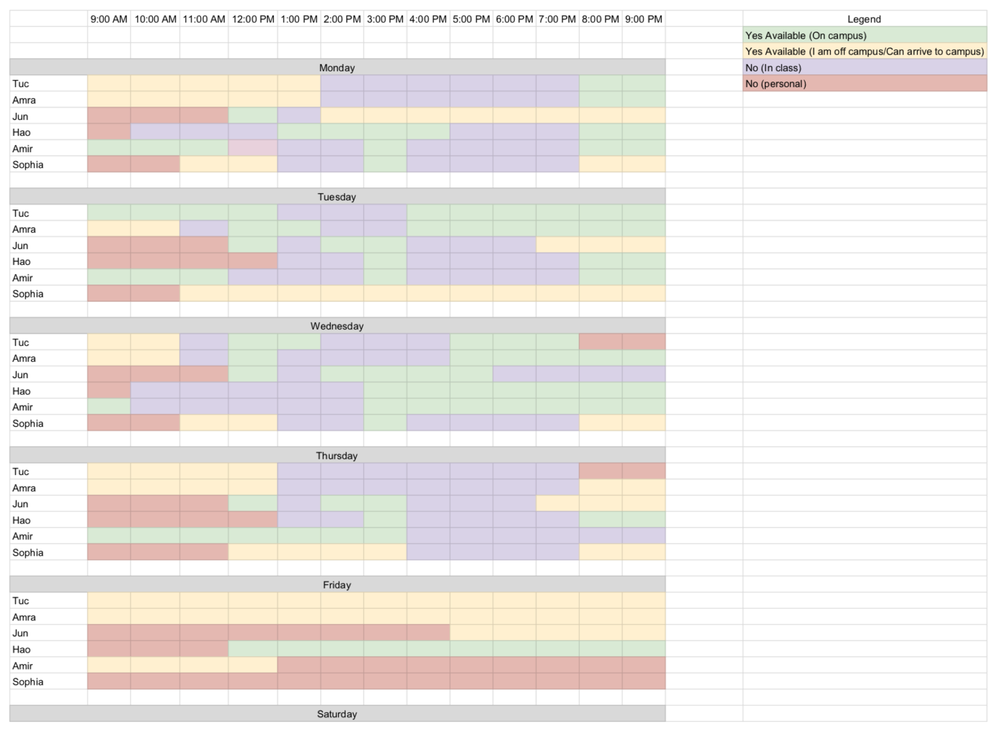 9:00 AM 10:00 AM 11:00 AM 12:00 PM 1:00 PM 2:00 PM 3:00 PM 4:00 PM 5:00 PM 6:00 PM 7:00 PM 8:00 PM 9:00 PM Legend
Yes Available (On campus)
Yes Available (I am off campus/Can arrive to campus)
Monday No (In class)
Tuc No (personal)
Amra
Jun
Hao
Amir
Sophia
Tuesday
Tuc
Amra
Jun
Hao
Amir
Sophia
Wednesday
Tuc
Amra
Jun
Hao
Amir
Sophia
Thursday
Tuc
Amra
Jun
Hao
Amir
Sophia
Friday
Tuc
Amra
Jun
Hao
Amir
Sophia
Saturday